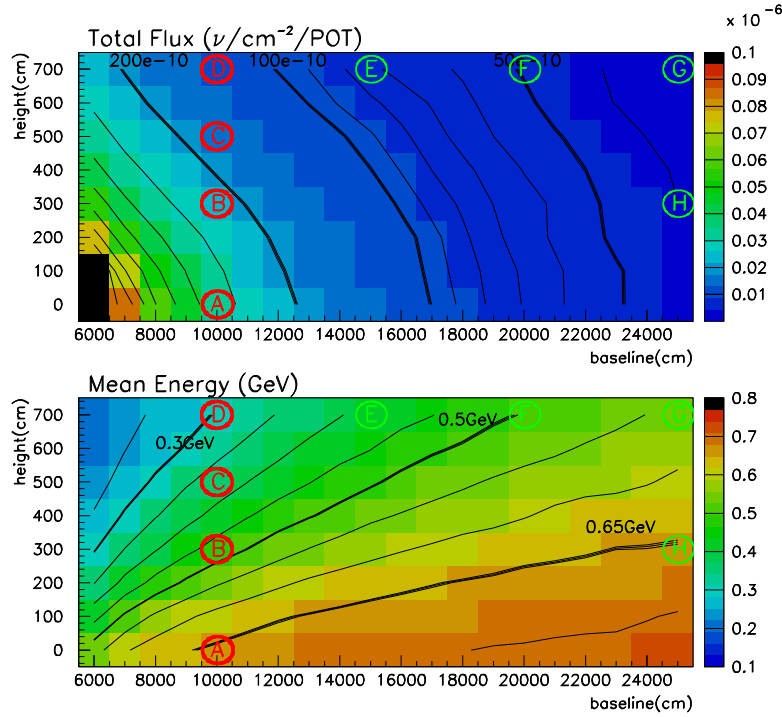 x 10 -6
Total Flux (ν/cm-2/POT)
200e-10 100e-10 50e-10
D E F G
C
B H
A
height(cm)
700
600
500
400
300
200
100
0
6000 8000 10000 12000 14000 16000 18000 20000 22000 24000
baseline(cm)
0.1
0.09
0.08
0.07
0.06
0.05
0.04
0.03
0.02
0.01
Mean Energy (GeV)
D E F G
0.3GeV 0.5GeV
C
0.65GeV
B H
A
height(cm)
700
600
500
400
300
200
100
0
6000 8000 10000 12000 14000 16000 18000 20000 22000 24000
baseline(cm)
0.8
0.7
0.6
0.5
0.4
0.3
0.2
0.1